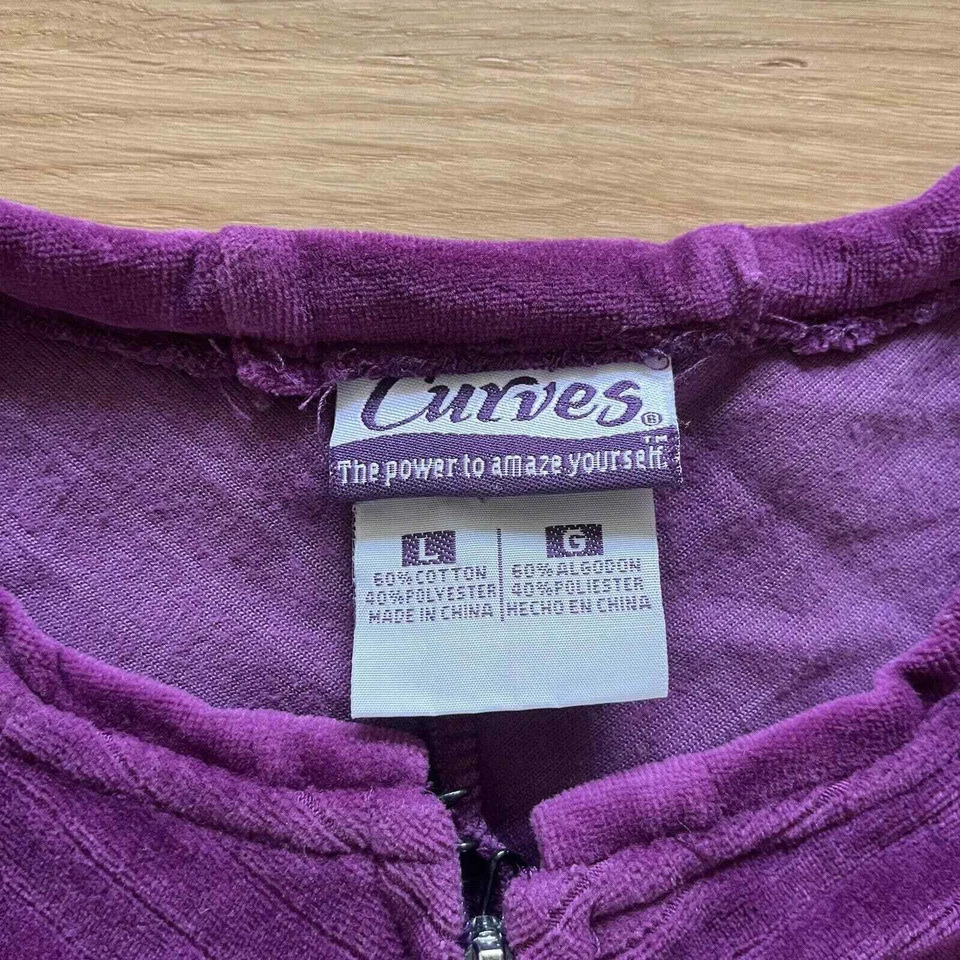 Curves®
The power to amaze yourself.™
L
60% COTTON
40% POLYESTER
MADE IN CHINA
G
60% ALGODON
40% POLIESTER
HECHO EN CHINA